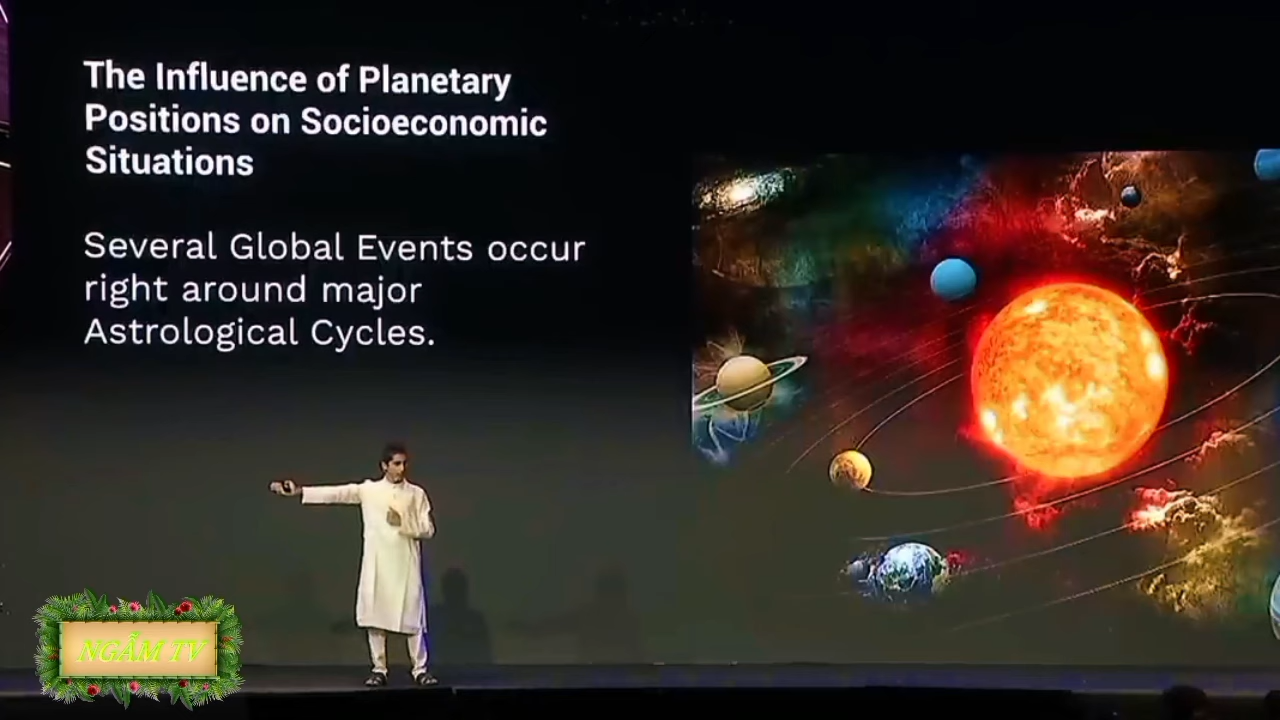 The Influence of Planetary
Positions on Socioeconomic
Situations
Several Global Events occur
right around major
Astrological Cycles.
NGẪM TV